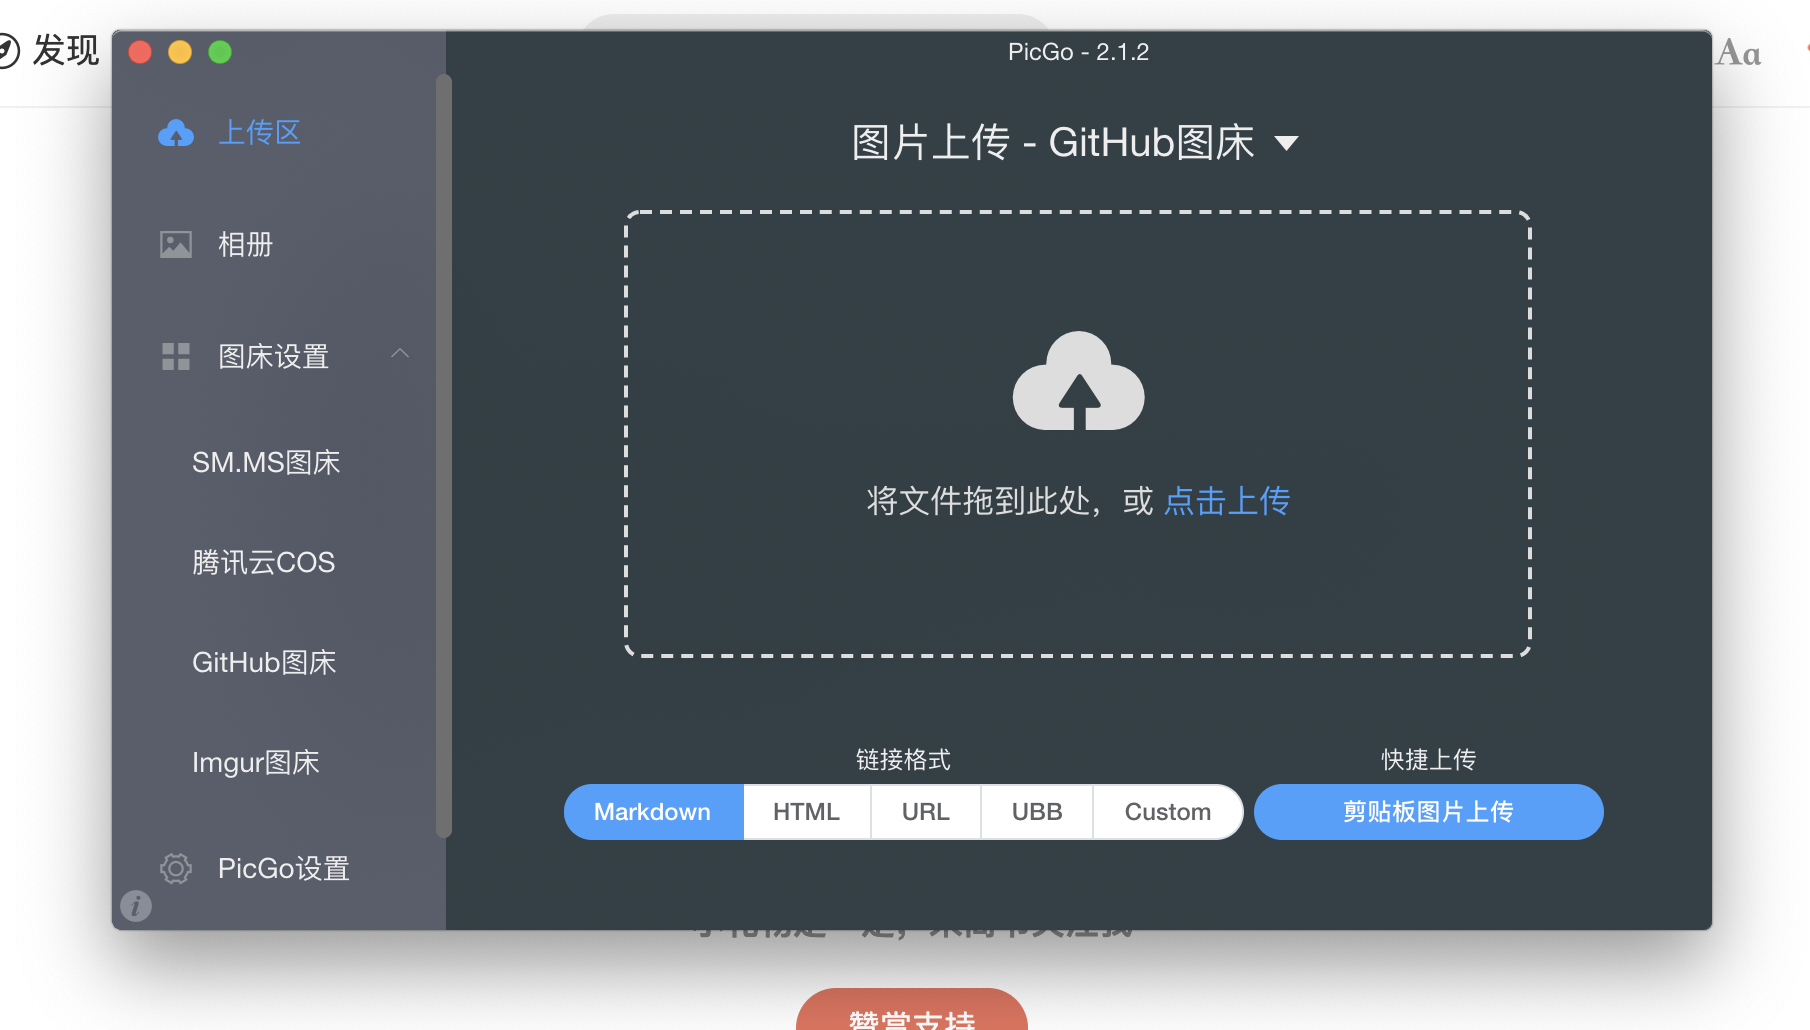 发现
Aa
PicGo - 2.1.2
上传区
相册
图床设置
SM.MS图床
腾讯云COS
GitHub图床
Imgur图床
PicGo设置
图片上传 - GitHub图床
将文件拖到此处，或 点击上传
链接格式
快捷上传
Markdown
HTML
URL
UBB
Custom
剪贴板图片上传
赞赏支持